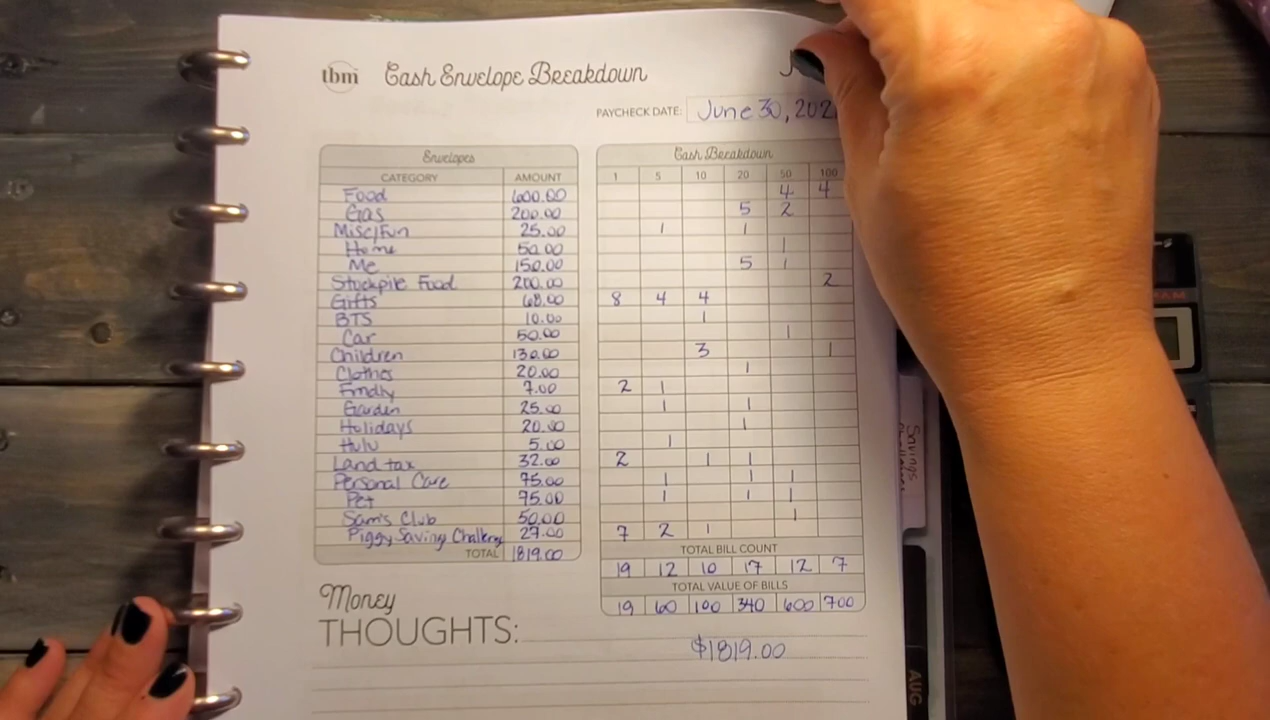 tbm Cash Envelope Breakdown J
PAYCHECK DATE: June 30, 202
Envelopes Cash Breakdown
CATEGORY AMOUNT 1 5 10 20 50 100
Food 600.00 4 4
Gas 200.00 5 2
Misc/Fun 25.00 1 1
Home 50.00 1
Me 150.00 5 1
Stockpile Food 200.00 2
Gifts 68.00 8 4 4
BTS 10.00 1
Car 50.00 1
Children 130.00 3 1
Clothes 20.00 1
7.00 2 1
Garden 25.00 1 1
Holidays 20.00 1
Hulu 5.00 1
Land tax 32.00 2 1 1
Personal Care 75.00 1 1 1
Pet 75.00 1 1 1
Sam's Club 50.00 1
Piggy Saving Challeng 27.00 7 2 1
TOTAL 1819.00
TOTAL BILL COUNT
19 12 10 17 12 7
TOTAL VALUE OF BILLS
19 60 100 340 600 700
$1819.00
Money
THOUGHTS:
Savings
Challenges
AUG